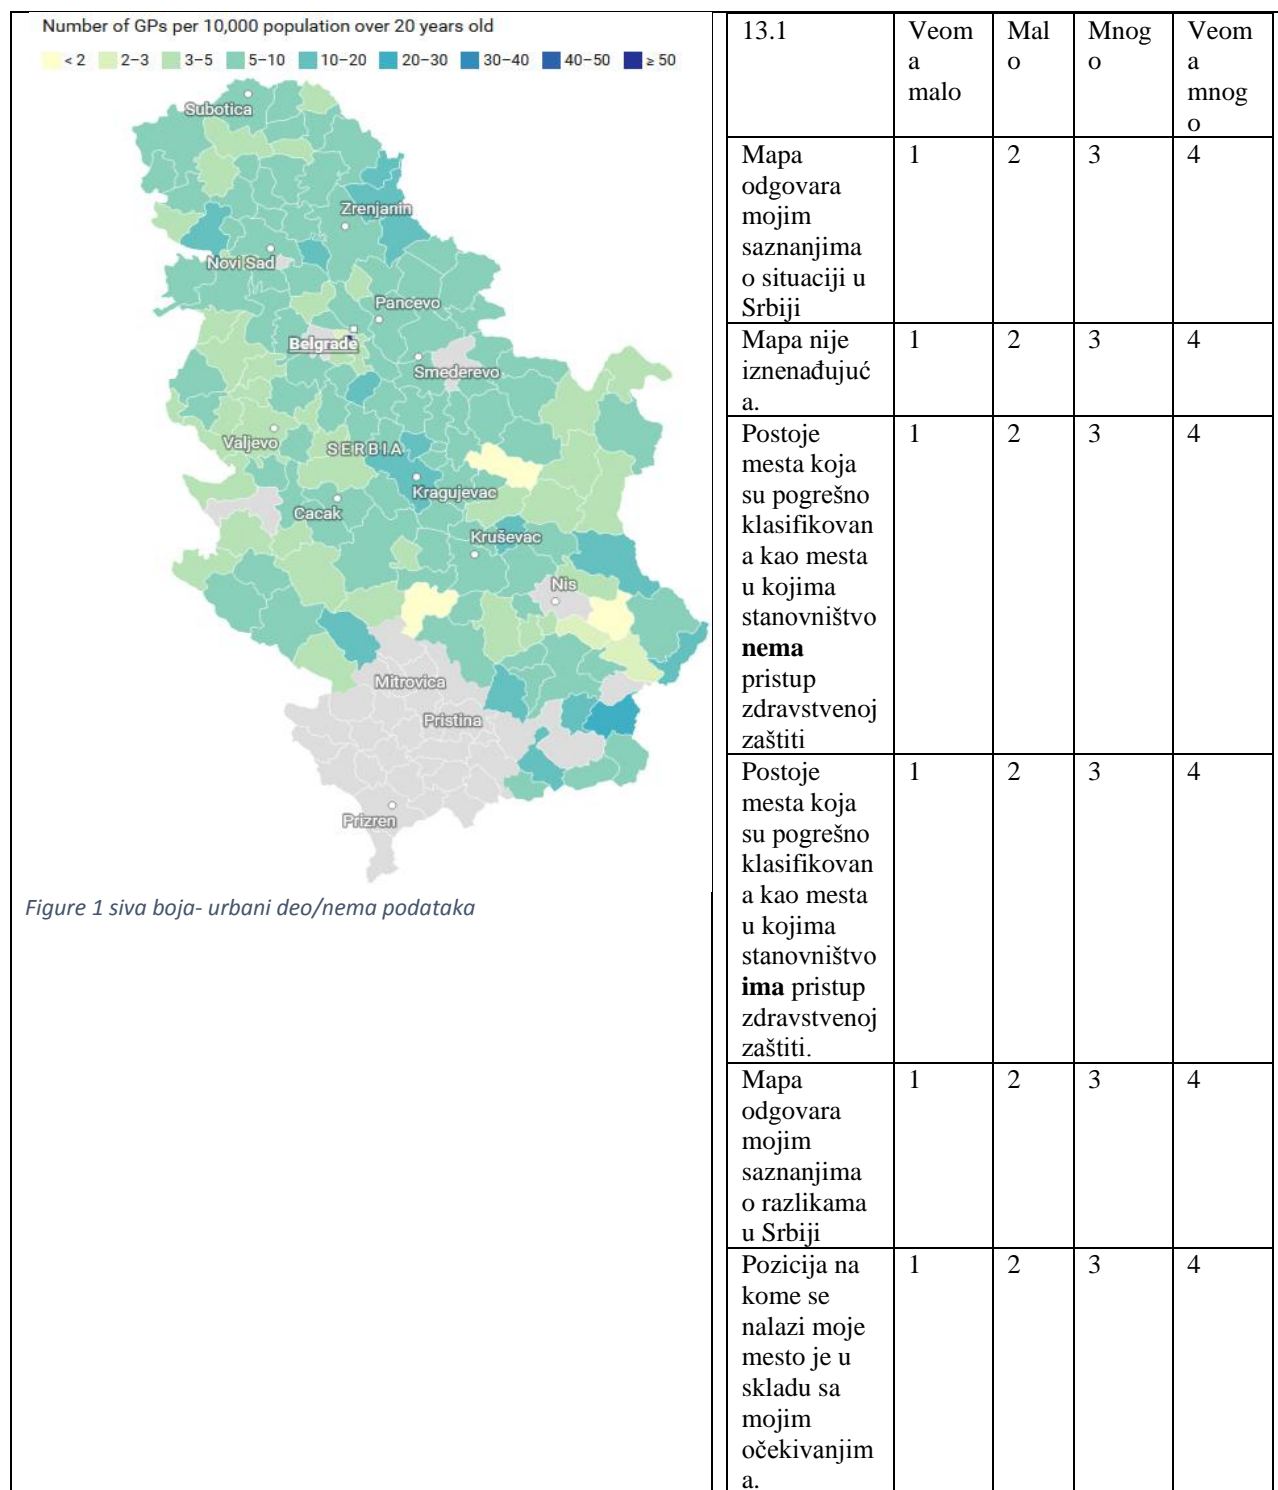 Number of GPs per 10,000 population over 20 years old
< 2 2–3 3–5 5–10 10–20 20–30 30–40 40–50 ≥ 50
Subotica
Zrenjanin
Novi Sad
Pancevo
Belgrade
Smederevo
Valjevo
SERBIA
Kragujevac
Cacak
Kruševac
Nis
Mitrovica
Pristina
Prizren
Figure 1 siva boja- urbani deo/nema podataka
13.1
Veom
a
malo
Mal
o
Mnog
o
Veom
a
mnog
o
Mapa 1 2 3 4
odgovara
mojim
saznanjima
o situaciji u
Srbiji
Mapa nije 1 2 3 4
iznenađujuć
a.
Postoje 1 2 3 4
mesta koja
su pogrešno
klasifikovan
a kao mesta
u kojima
stanovništvo
nema
pristup
zdravstvenoj
zaštiti
Postoje 1 2 3 4
mesta koja
su pogrešno
klasifikovan
a kao mesta
u kojima
stanovništvo
ima pristup
zdravstvenoj
zaštiti.
Mapa 1 2 3 4
odgovara
mojim
saznanjima
o razlikama
u Srbiji
Pozicija na 1 2 3 4
kome se
nalazi moje
mesto je u
skladu sa
mojim
očekivanjim
a.